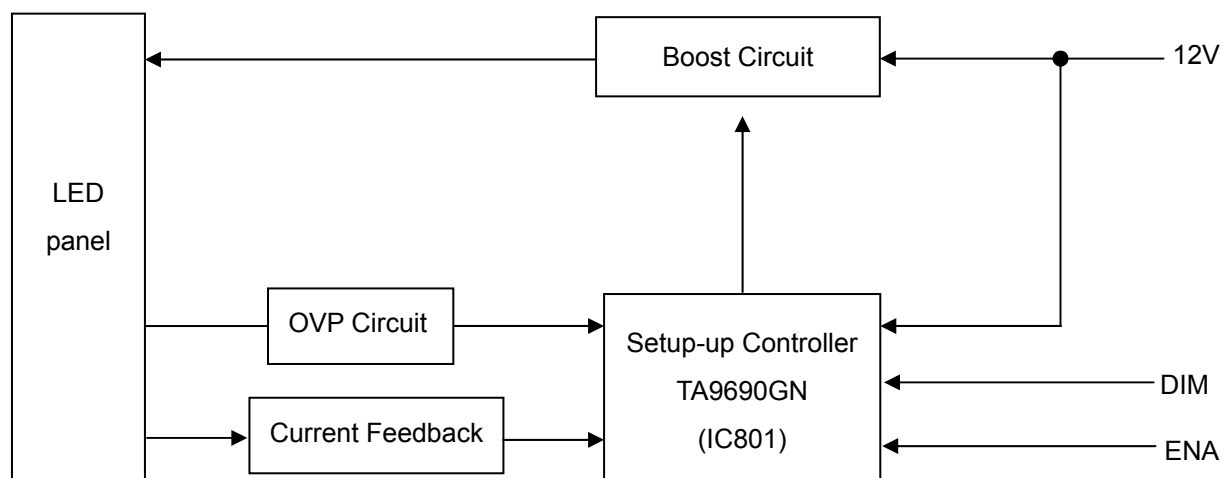 Boost Circuit
12V
LED
panel
OVP Circuit
Setup-up Controller
TA9690GN
(IC801)
DIM
Current Feedback
ENA